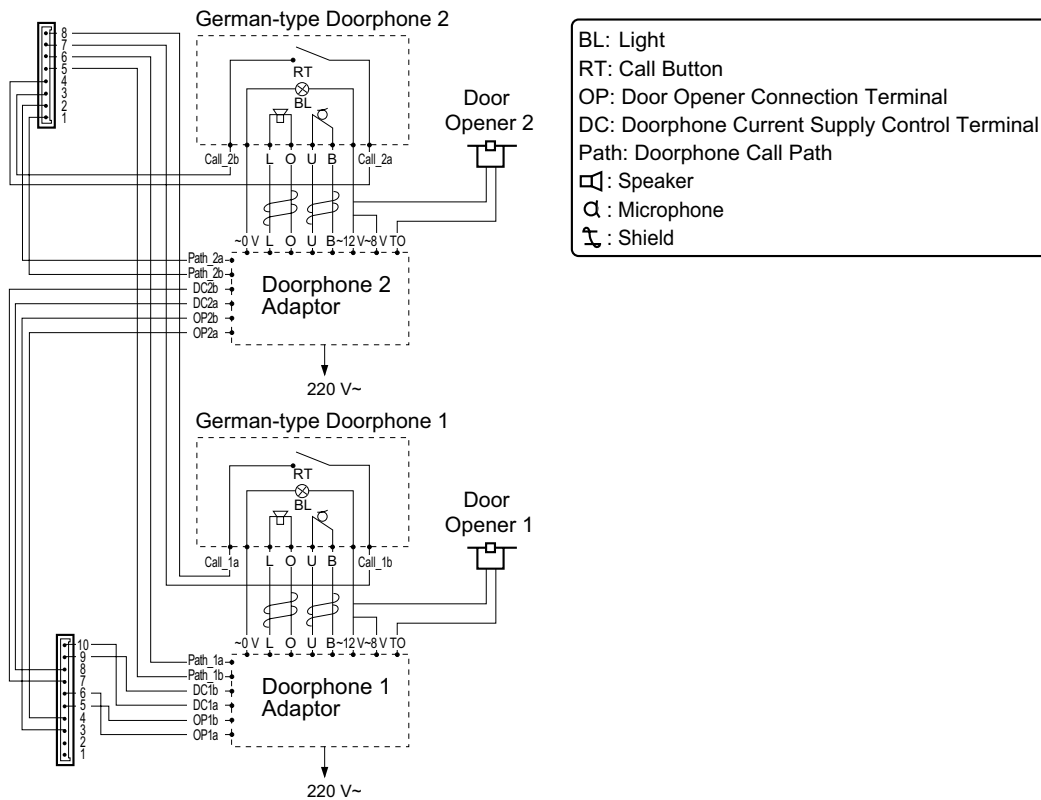 German-type Doorphone 2
8
7
6
5
4
3
2
1
RT
BL
Door
Opener 2
Call_2b L O U B Call_2a
~0 V L O U B ~12 V ~8 V TO
Path_2a
Path_2b
DC2b
DC2a
OP2b
OP2a
Doorphone 2
Adaptor
220 V~
German-type Doorphone 1
RT
BL
Door
Opener 1
Call_1a L O U B Call_1b
~0 V L O U B ~12 V ~8 V TO
10
9
8
7
6
5
4
3
2
1
Path_1a
Path_1b
DC1b
DC1a
OP1b
OP1a
Doorphone 1
Adaptor
220 V~
BL: Light
RT: Call Button
OP: Door Opener Connection Terminal
DC: Doorphone Current Supply Control Terminal
Path: Doorphone Call Path
: Speaker
: Microphone
: Shield